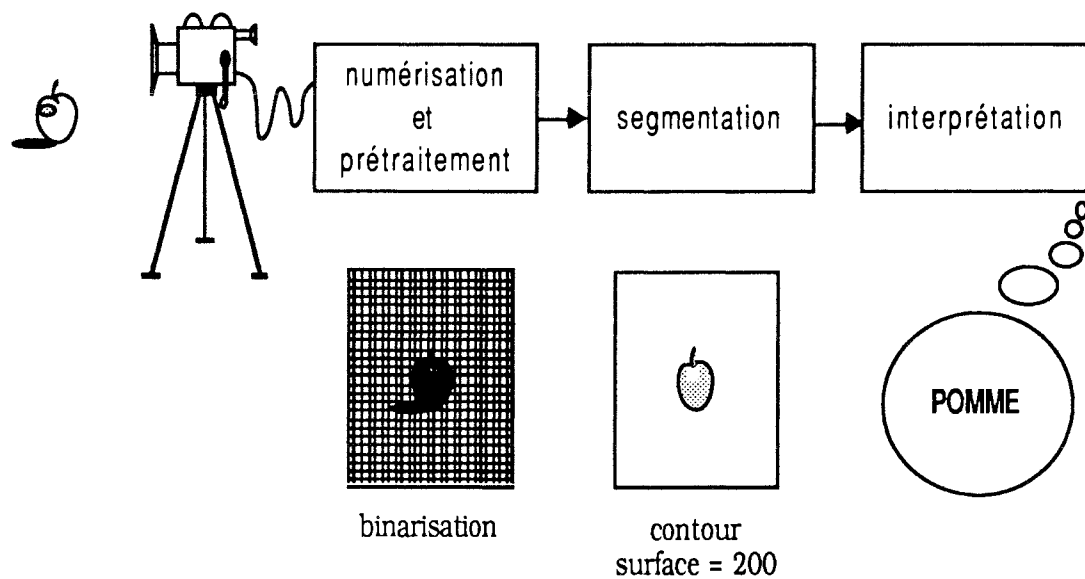 numérisation
et
prétraitement
segmentation
interprétation
POMME
binarisation
contour
surface = 200